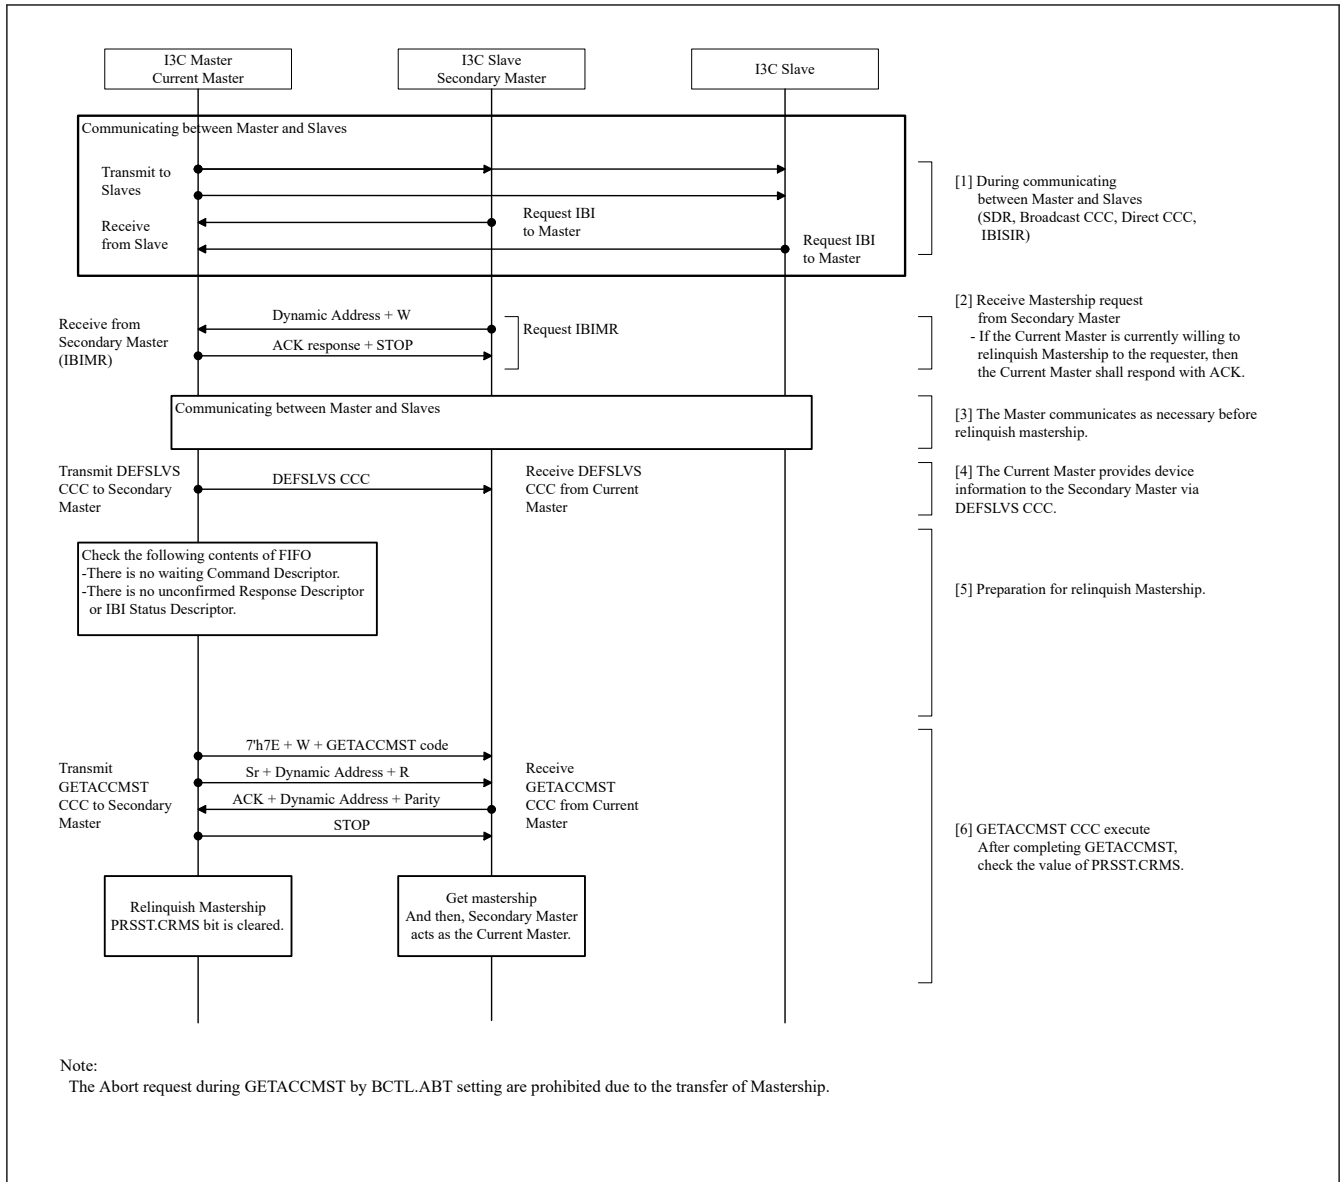 I3C Master
Current Master
I3C Slave
Secondary Master
I3C Slave
Communicating between Master and Slaves
Transmit to
Slaves
Receive
from Slave
Request IBI
to Master
Request IBI
to Master
[1] During communicating
between Master and Slaves
(SDR, Broadcast CCC, Direct CCC,
IBISIR)
Receive from
Secondary Master
(IBIMR)
Dynamic Address + W
ACK response + STOP
Request IBIMR
[2] Receive Mastership request
from Secondary Master
- If the Current Master is currently willing to
relinquish Mastership to the requester, then
the Current Master shall respond with ACK.
Communicating between Master and Slaves
[3] The Master communicates as necessary before
relinquish mastership.
Transmit DEFSLVS
CCC to Secondary
Master
DEFSLVS CCC
Receive DEFSLVS
CCC from Current
Master
[4] The Current Master provides device
information to the Secondary Master via
DEFSLVS CCC.
Check the following contents of FIFO
-There is no waiting Command Descriptor.
-There is no unconfirmed Response Descriptor
or IBI Status Descriptor.
[5] Preparation for relinquish Mastership.
Transmit
GETACCMST
CCC to Secondary
Master
7'h7E + W + GETACCMST code
Sr + Dynamic Address + R
ACK + Dynamic Address + Parity
STOP
Receive
GETACCMST
CCC from Current
Master
[6] GETACCMST CCC execute
After completing GETACCMST,
check the value of PRSST.CRMS.
Relinquish Mastership
PRSST.CRMS bit is cleared.
Get mastership
And then, Secondary Master
acts as the Current Master.
Note:
The Abort request during GETACCMST by BCTL.ABT setting are prohibited due to the transfer of Mastership.